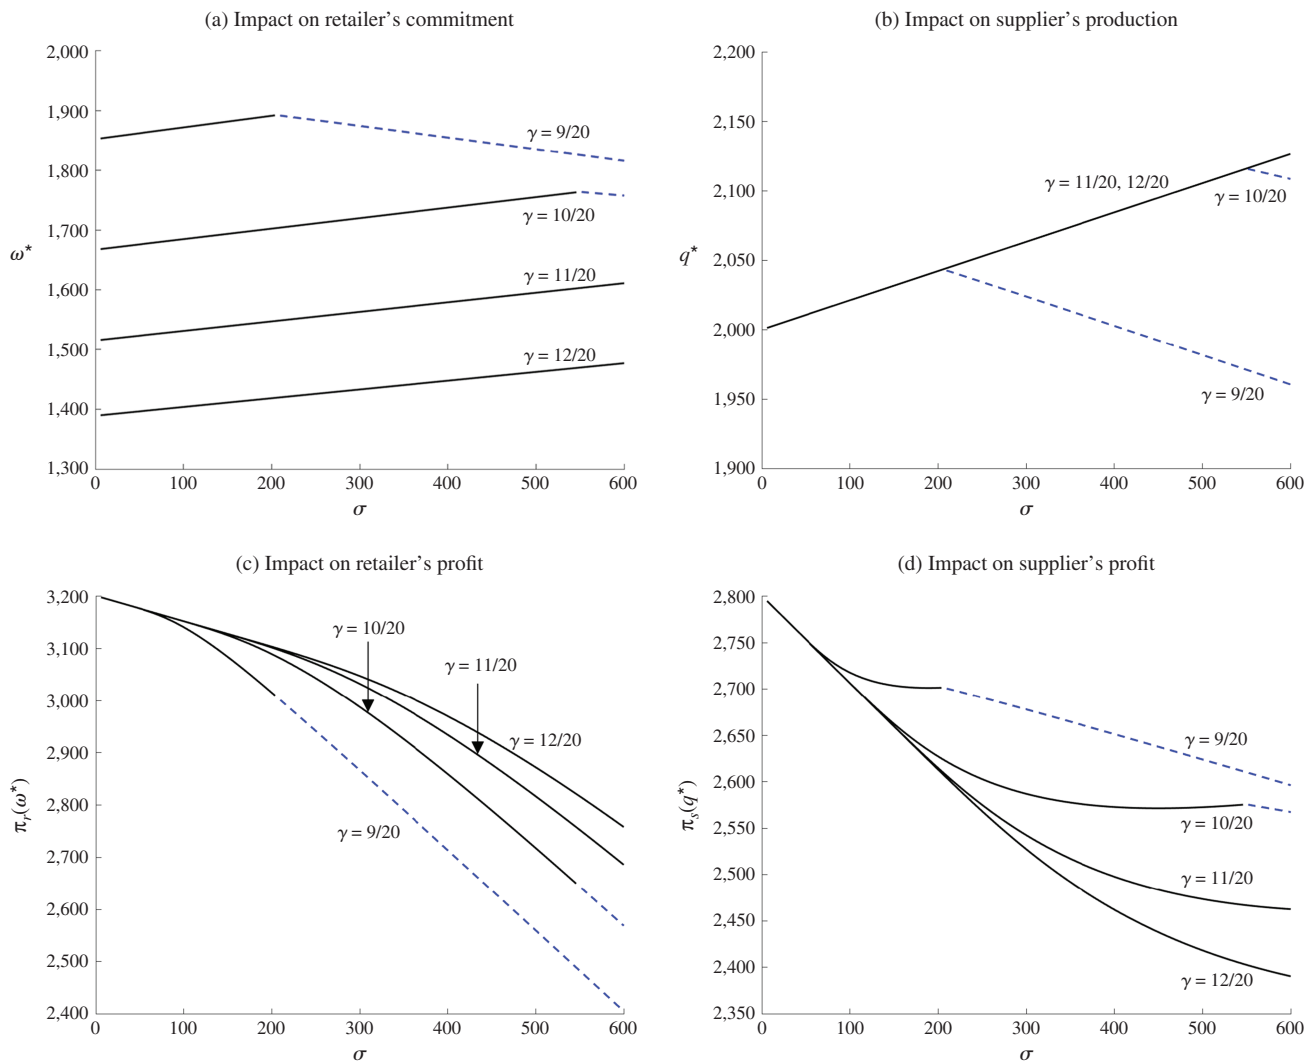 (a) Impact on retailer's commitment
2,000
1,900
1,800
1,700
1,600
1,500
1,400
1,300
ω*
γ = 9/20
γ = 10/20
γ = 11/20
γ = 12/20
0 100 200 300 400 500 600
σ
(b) Impact on supplier's production
2,200
2,150
2,100
2,050
2,000
1,950
1,900
q*
γ = 11/20, 12/20
γ = 10/20
γ = 9/20
0 100 200 300 400 500 600
σ
(c) Impact on retailer's profit
3,200
3,100
3,000
2,900
2,800
2,700
2,600
2,500
2,400
πr(ω*)
γ = 10/20
γ = 11/20
γ = 12/20
γ = 9/20
0 100 200 300 400 500 600
σ
(d) Impact on supplier's profit
2,800
2,750
2,700
2,650
2,600
2,550
2,500
2,450
2,400
2,350
πs(q*)
γ = 9/20
γ = 10/20
γ = 11/20
γ = 12/20
0 100 200 300 400 500 600
σ